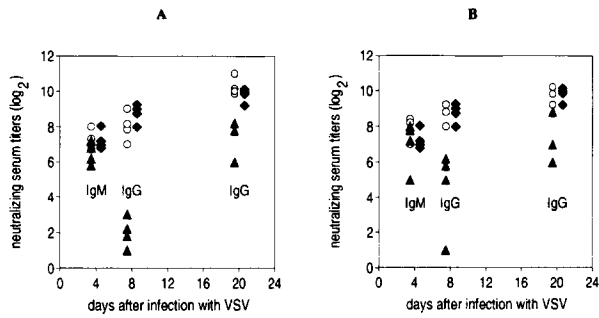 A
B
neutralizing serum titers (log2)
12
10
8
6
4
2
0
IgM
IgG
IgG
0
4
8
12
16
20
24
days after infection with VSV
neutralizing serum titers (log2)
12
10
8
6
4
2
0
IgM
IgG
IgG
0
4
8
12
16
20
24
days after infection with VSV